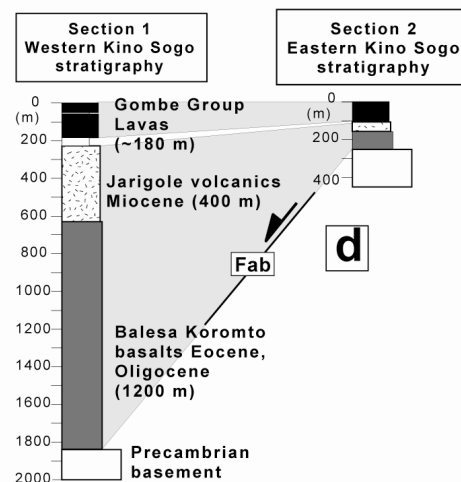 Section 1
Western Kino Sogo
stratigraphy
Section 2
Eastern Kino Sogo
stratigraphy
0
(m)
200
400
600
800
1000
1200
1400
1600
1800
2000
Gombe Group
Lavas
(~180 m)
Jarigole volcanics
Miocene (400 m)
Balesa Koromto
basalts Eocene,
Oligocene
(1200 m)
Precambrian
basement
Fab
0
(m)
200
400
d